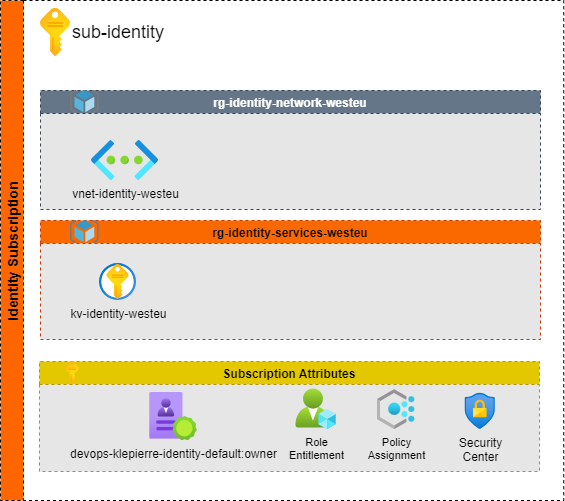 sub-identity
Identity Subscription
rg-identity-network-westeu
vnet-identity-westeu
rg-identity-services-westeu
kv-identity-westeu
Subscription Attributes
devops-klepierre-identity-default:owner
Role
Entitlement
Policy
Assignment
Security
Center